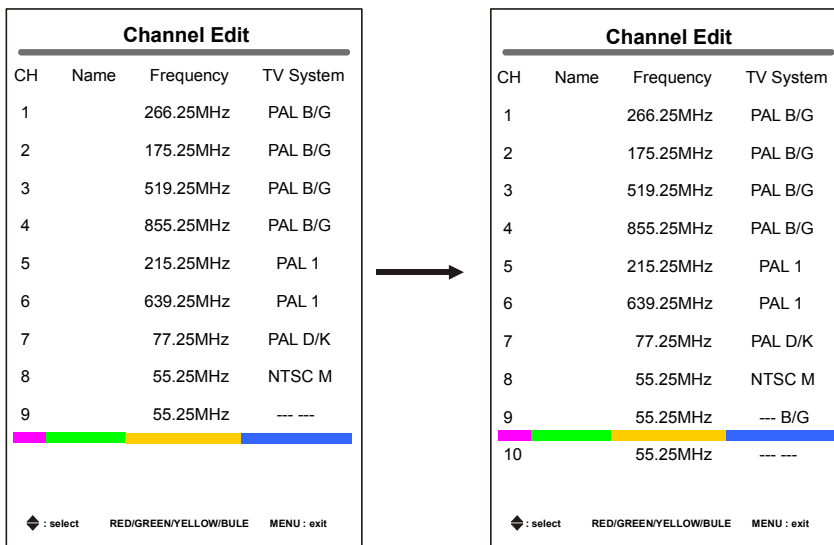 Channel Edit
CH Name Frequency TV System
1 266.25MHz PAL B/G
2 175.25MHz PAL B/G
3 519.25MHz PAL B/G
4 855.25MHz PAL B/G
5 215.25MHz PAL 1
6 639.25MHz PAL 1
7 77.25MHz PAL D/K
8 55.25MHz NTSC M
9 55.25MHz --- ---
: select RED/GREEN/YELLOW/BULE MENU : exit
Channel Edit
CH Name Frequency TV System
1 266.25MHz PAL B/G
2 175.25MHz PAL B/G
3 519.25MHz PAL B/G
4 855.25MHz PAL B/G
5 215.25MHz PAL 1
6 639.25MHz PAL 1
7 77.25MHz PAL D/K
8 55.25MHz NTSC M
9 55.25MHz --- B/G
10 55.25MHz --- ---
: select RED/GREEN/YELLOW/BULE MENU : exit